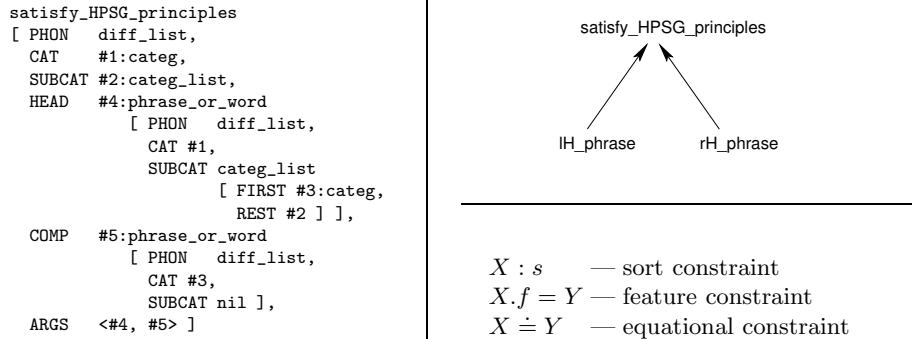 satisfy_HPSG_principles
[ PHON   diff_list,
  CAT    #1:categ,
  SUBCAT #2:categ_list,
  HEAD   #4:phrase_or_word
            [ PHON   diff_list,
              CAT #1,
              SUBCAT categ_list
                     [ FIRST #3:categ,
                       REST #2 ] ],
  COMP   #5:phrase_or_word
            [ PHON   diff_list,
              CAT #3,
              SUBCAT nil ],
  ARGS   <#4, #5> ]
satisfy_HPSG_principles
lH_phrase rH_phrase
X : s — sort constraint
X.f = Y — feature constraint
X ≐ Y — equational constraint